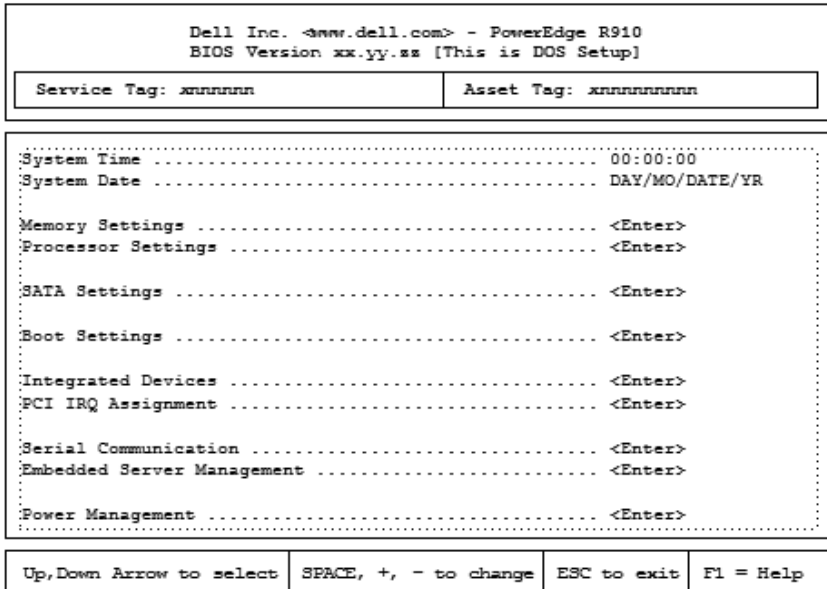 Dell Inc. <www.dell.com> - PowerEdge R910
BIOS Version xx.yy.zz [This is DOS Setup]
Service Tag: xnnnnnn Asset Tag: xnnnnnnnnn
System Time ......................................... 00:00:00
System Date ......................................... DAY/MO/DATE/YR
Memory Settings ..................................... <Enter>
Processor Settings .................................. <Enter>
SATA Settings ....................................... <Enter>
Boot Settings ........................................ <Enter>
Integrated Devices .................................. <Enter>
PCI IRQ Assignment .................................. <Enter>
Serial Communication ................................ <Enter>
Embedded Server Management .......................... <Enter>
Power Management .................................... <Enter>
Up,Down Arrow to select SPACE, +, - to change ESC to exit F1 = Help